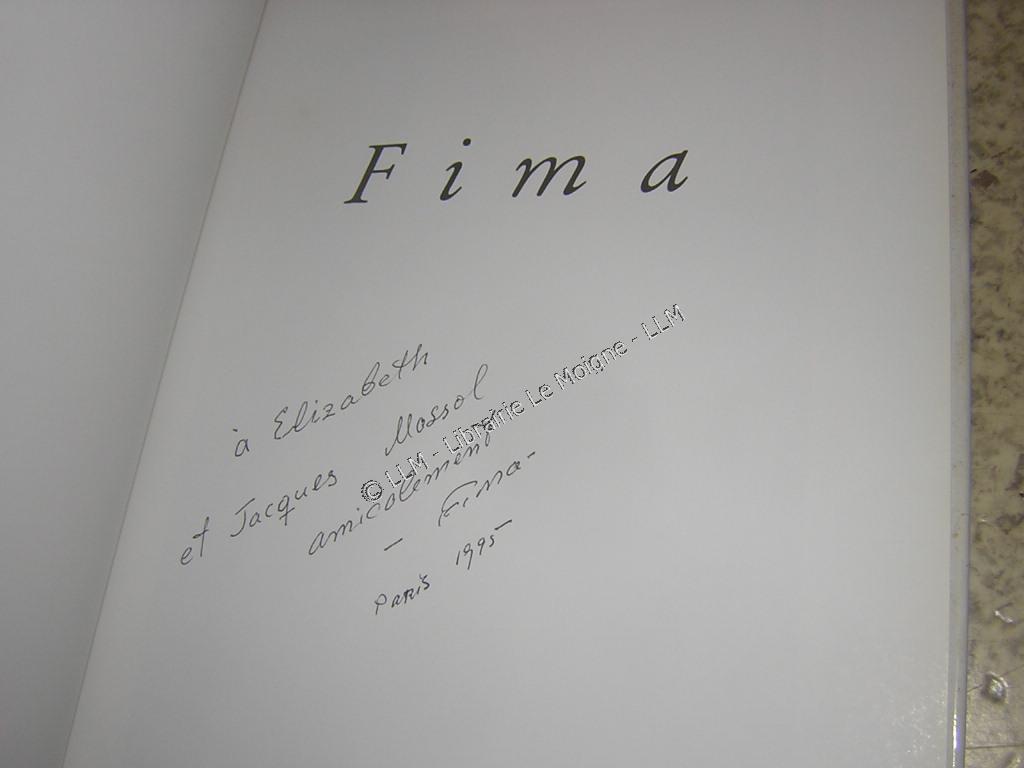 Fima
à Elizabeth
et Jacques Mossol
amicalement
— Fima —
Paris 1995 —
© LLM - Librairie Le Moigne - LLM